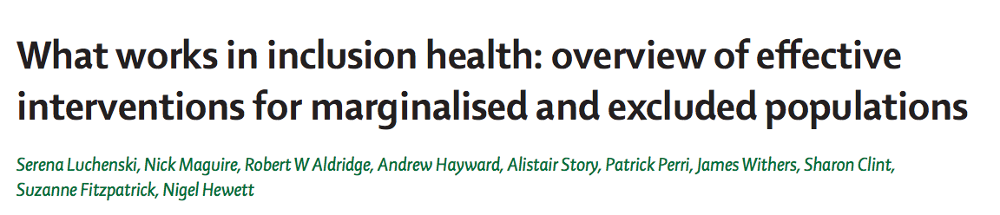 What works in inclusion health: overview of effective
interventions for marginalised and excluded populations
Serena Luchenski, Nick Maguire, Robert W Aldridge, Andrew Hayward, Alistair Story, Patrick Perri, James Withers, Sharon Clint,
Suzanne Fitzpatrick, Nigel Hewett